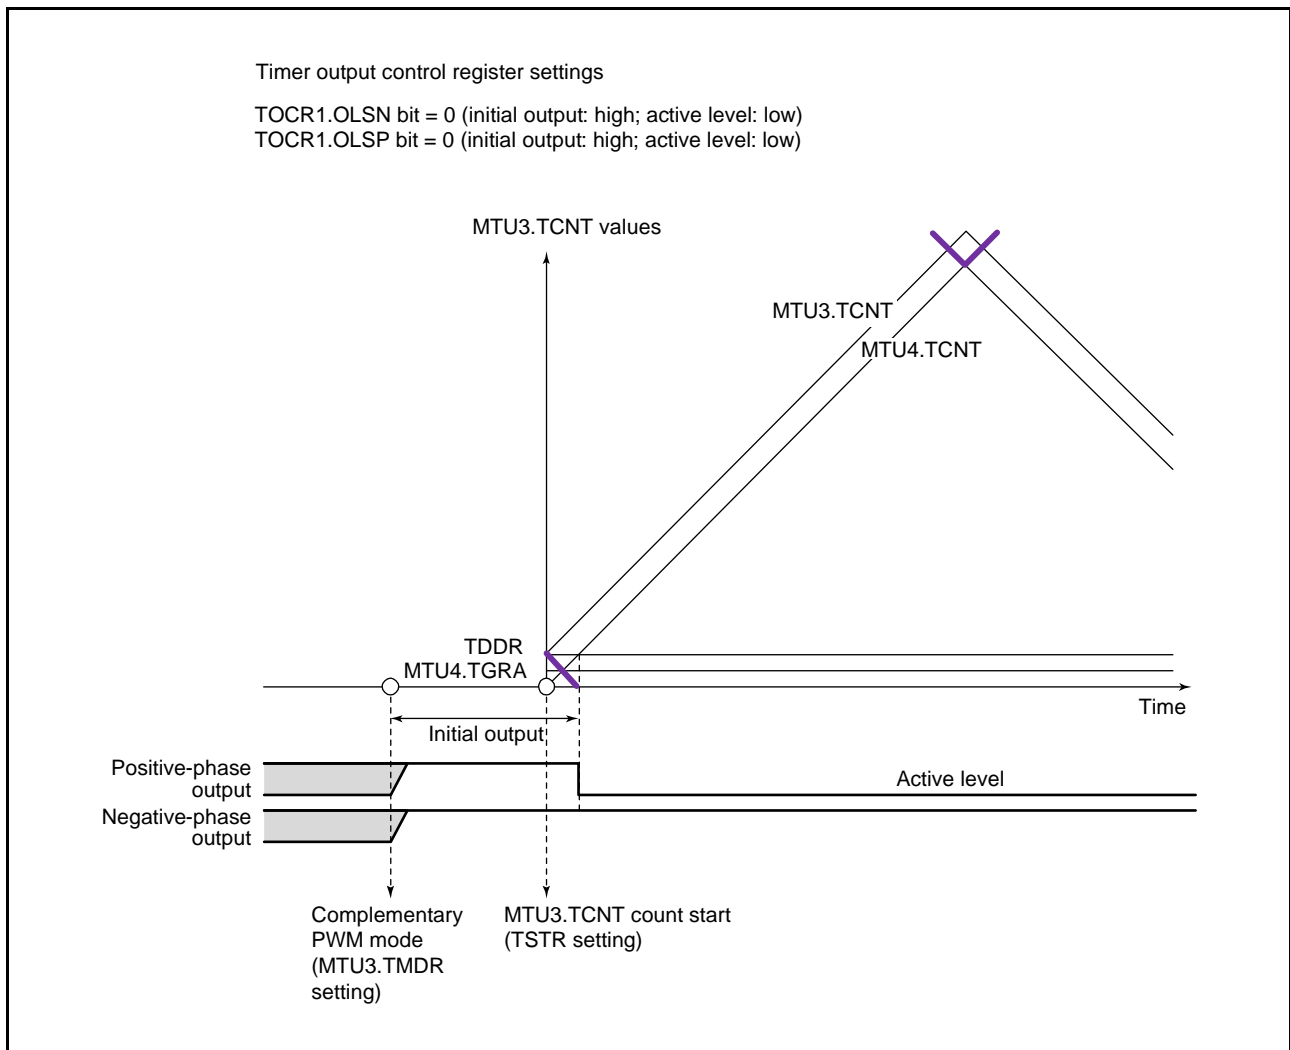 Timer output control register settings
TOCR1.OLSN bit = 0 (initial output: high; active level: low)
TOCR1.OLSP bit = 0 (initial output: high; active level: low)
MTU3.TCNT values
MTU3.TCNT
MTU4.TCNT
TDDR
MTU4.TGRA
Time
Initial output
Positive-phase
output
Active level
Negative-phase
output
Complementary
PWM mode
(MTU3.TMDR
setting)
MTU3.TCNT count start
(TSTR setting)